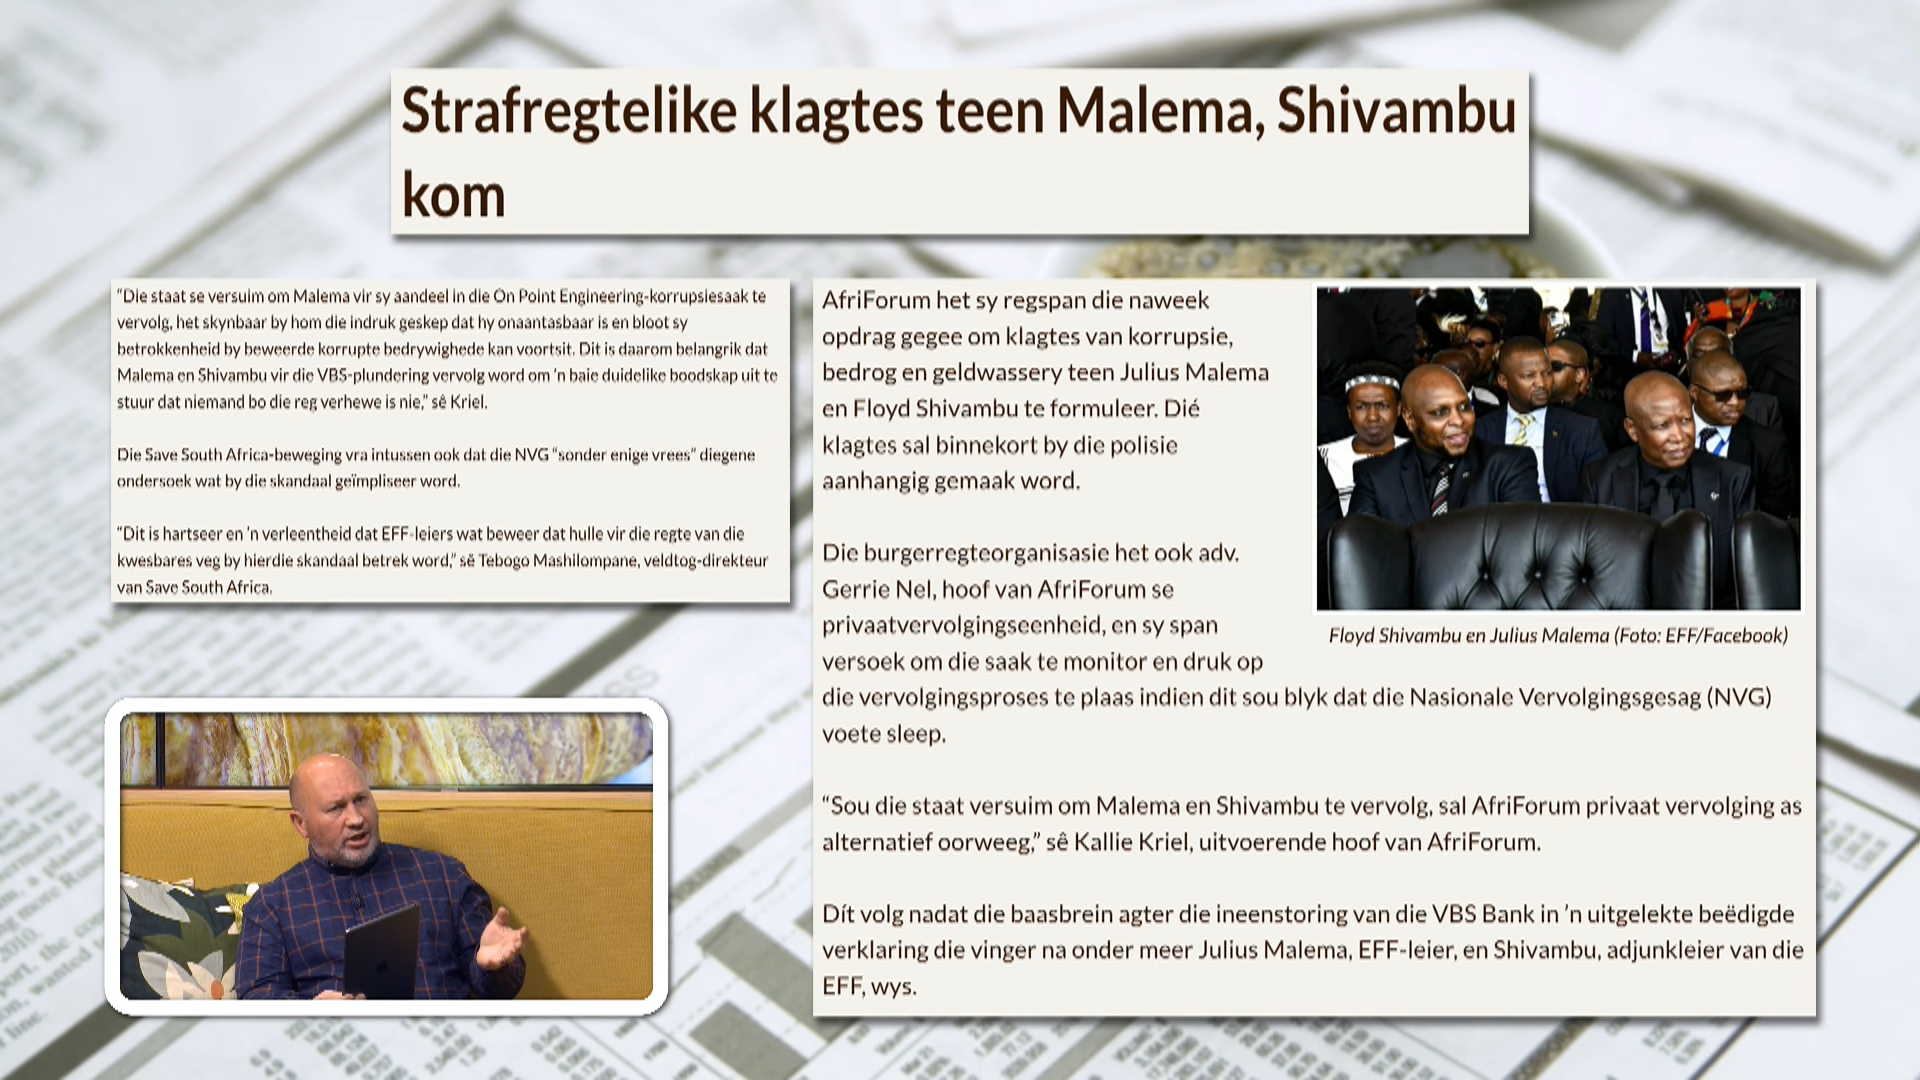 Strafregtelike klagtes teen Malema, Shivambu
kom
“Die staat se versuim om Malema vir sy aandeel in die On Point Engineering-korrupsiesaak te
vervolg, het skynbaar by hom die indruk geskep dat hy onaantasbaar is en bloot sy
betrokkenheid by beweerde korrupte bedrywighede kan voortsit. Dit is daarom belangrik dat
Malema en Shivambu vir die VBS-plundering vervolg word om ’n baie duidelike boodskap uit te
stuur dat niemand bo die reg verhewe is nie,” sê Kriel.
Die Save South Africa-beweging vra intussen ook dat die NVG “sonder enige vrees” diegene
ondersoek wat by die skandaal geïmpliseer word.
“Dit is hartseer en ’n verleentheid dat EFF-leiers wat beweer dat hulle vir die regte van die
kwesbares veg by hierdie skandaal betrek word,” sê Tebogo Mashilompane, veldtog-direkteur
van Save South Africa.
AfriForum het sy regspan die naweek
opdrag gegee om klagtes van korrupsie,
bedrog en geldwassery teen Julius Malema
en Floyd Shivambu te formuleer. Dié
klagtes sal binnekort by die polisie
aanhangig gemaak word.
Die burgerregteorganisasie het ook adv.
Gerrie Nel, hoof van AfriForum se
privaatvervolgingseenheid, en sy span
versoek om die saak te monitor en druk op
die vervolgingsproses te plaas indien dit sou blyk dat die Nasionale Vervolgingsgesag (NVG)
voete sleep.
“Sou die staat versuim om Malema en Shivambu te vervolg, sal AfriForum privaat vervolging as
alternatief oorweeg,” sê Kallie Kriel, uitvoerende hoof van AfriForum.
Dít volg nadat die baasbrein agter die ineenstoring van die VBS Bank in ’n uitgelekte beëdigde
verklaring die vinger na onder meer Julius Malema, EFF-leier, en Shivambu, adjunkleier van die
EFF, wys.
Floyd Shivambu en Julius Malema (Foto: EFF/Facebook)